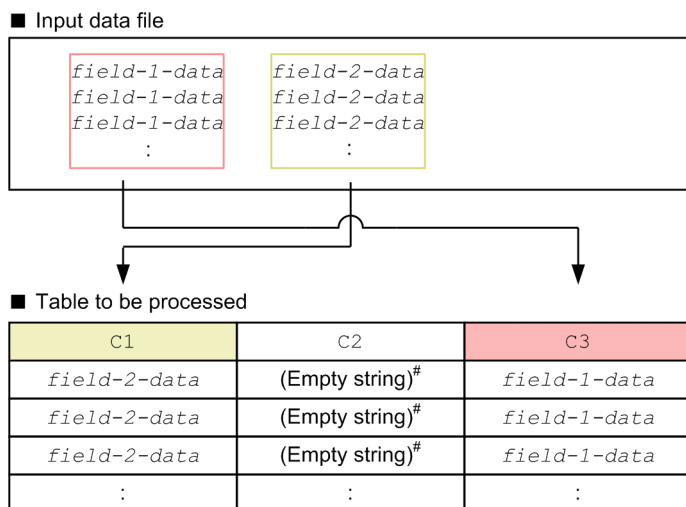 ■ Input data file
field-1-data field-2-data
field-1-data field-2-data
field-1-data field-2-data
: :
■ Table to be processed
C1 C2 C3
field-2-data (Empty string)# field-1-data
field-2-data (Empty string)# field-1-data
field-2-data (Empty string)# field-1-data
: : :